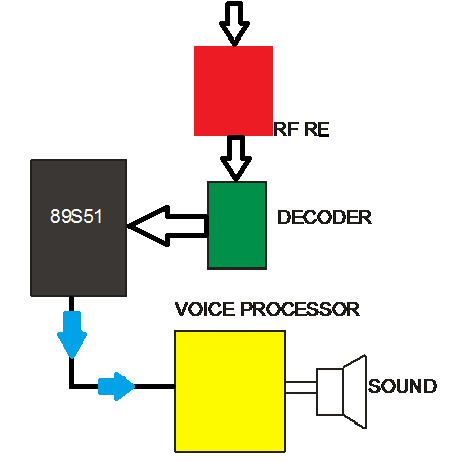 RF RE
DECODER
89S51
VOICE PROCESSOR
SOUND